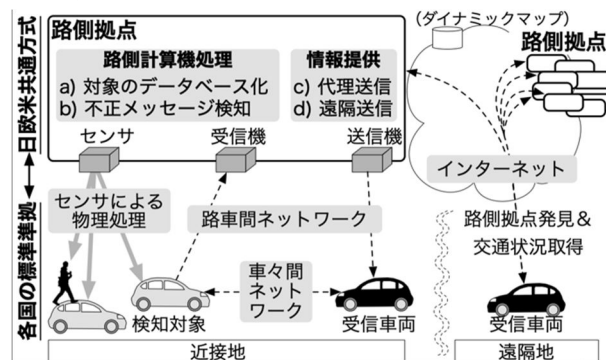 日欧米共通方式
各国の標準準拠
路側拠点
路側計算機処理
a) 対象のデータベース化
b) 不正メッセージ検知
情報提供
c) 代理送信
d) 遠隔送信
センサ
受信機
送信機
(ダイナミックマップ)
路側拠点
インターネット
センサによる
物理処理
路車間ネットワーク
路側拠点発見&
交通状況取得
車々間
ネット
ワーク
検知対象
受信車両
受信車両
近接地
遠隔地